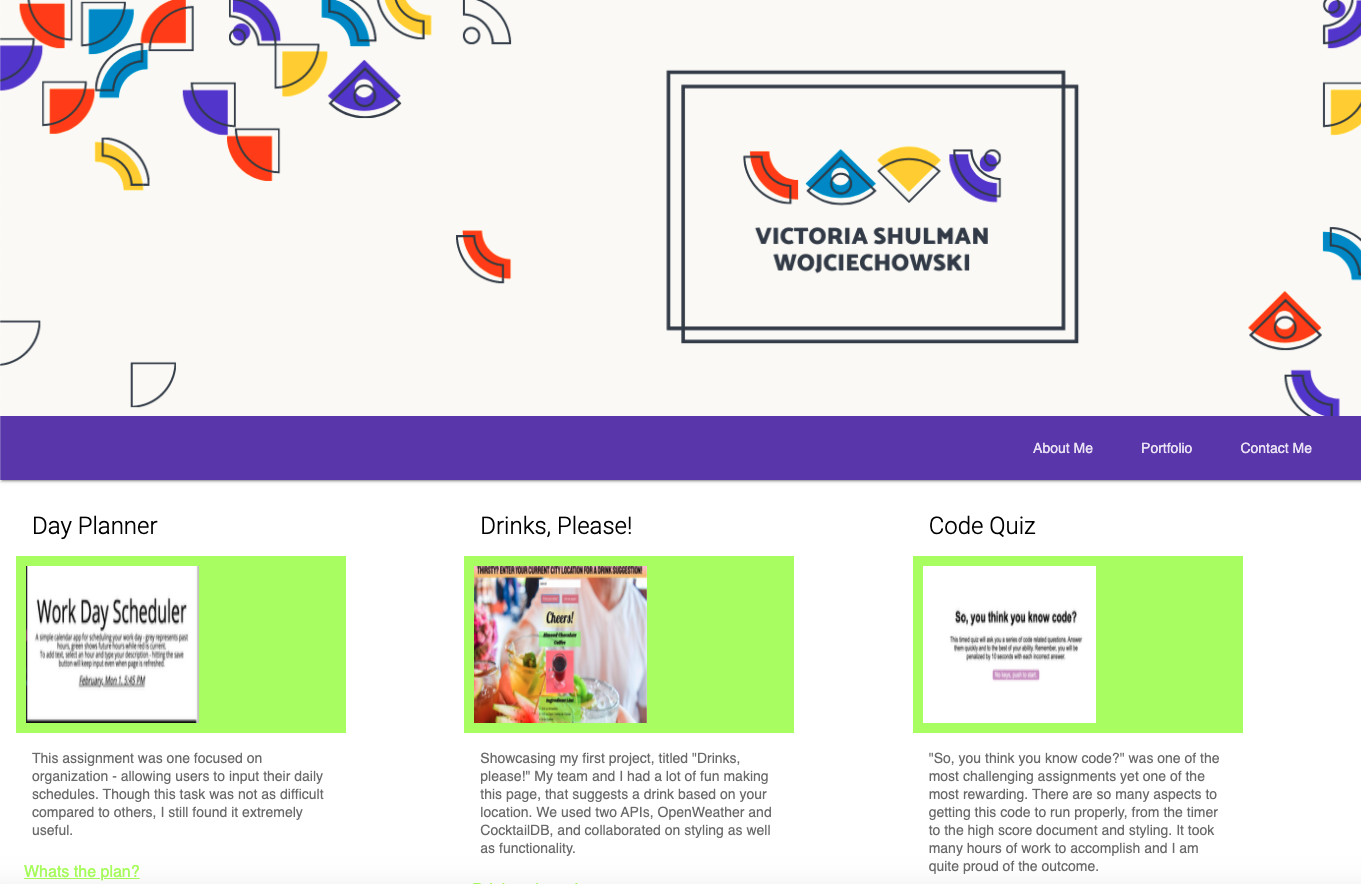 VICTORIA SHULMAN
WOJCIECHOWSKI
About Me
Portfolio
Contact Me
Day Planner
Work Day Scheduler
A simple calendar app for scheduling your work day - grey represents past
hours, green shows future hours while red is current.
To add text, select an hour and type your description - hitting the save
button will keep input even when page is refreshed.
February, Mon 1, 5:45 PM
This assignment was one focused on
organization - allowing users to input their daily
schedules. Though this task was not as difficult
compared to others, I still found it extremely
useful.
Whats the plan?
Drinks, Please!
THIRSTY? ENTER YOUR CURRENT CITY LOCATION FOR A DRINK SUGGESTION!
Cheers!
Almond Chocolate
Coffee
Ingredients List
Showcasing my first project, titled "Drinks,
please!" My team and I had a lot of fun making
this page, that suggests a drink based on your
location. We used two APIs, OpenWeather and
CocktailDB, and collaborated on styling as well
as functionality.
Code Quiz
So, you think you know code?
This timed quiz will ask you a series of code related questions. Answer
them quickly and to the best of your ability. Remember, you will be
penalized by 10 seconds with each incorrect answer.
No keys, push to start.
"So, you think you know code?" was one of the
most challenging assignments yet one of the
most rewarding. There are so many aspects to
getting this code to run properly, from the timer
to the high score document and styling. It took
many hours of work to accomplish and I am
quite proud of the outcome.